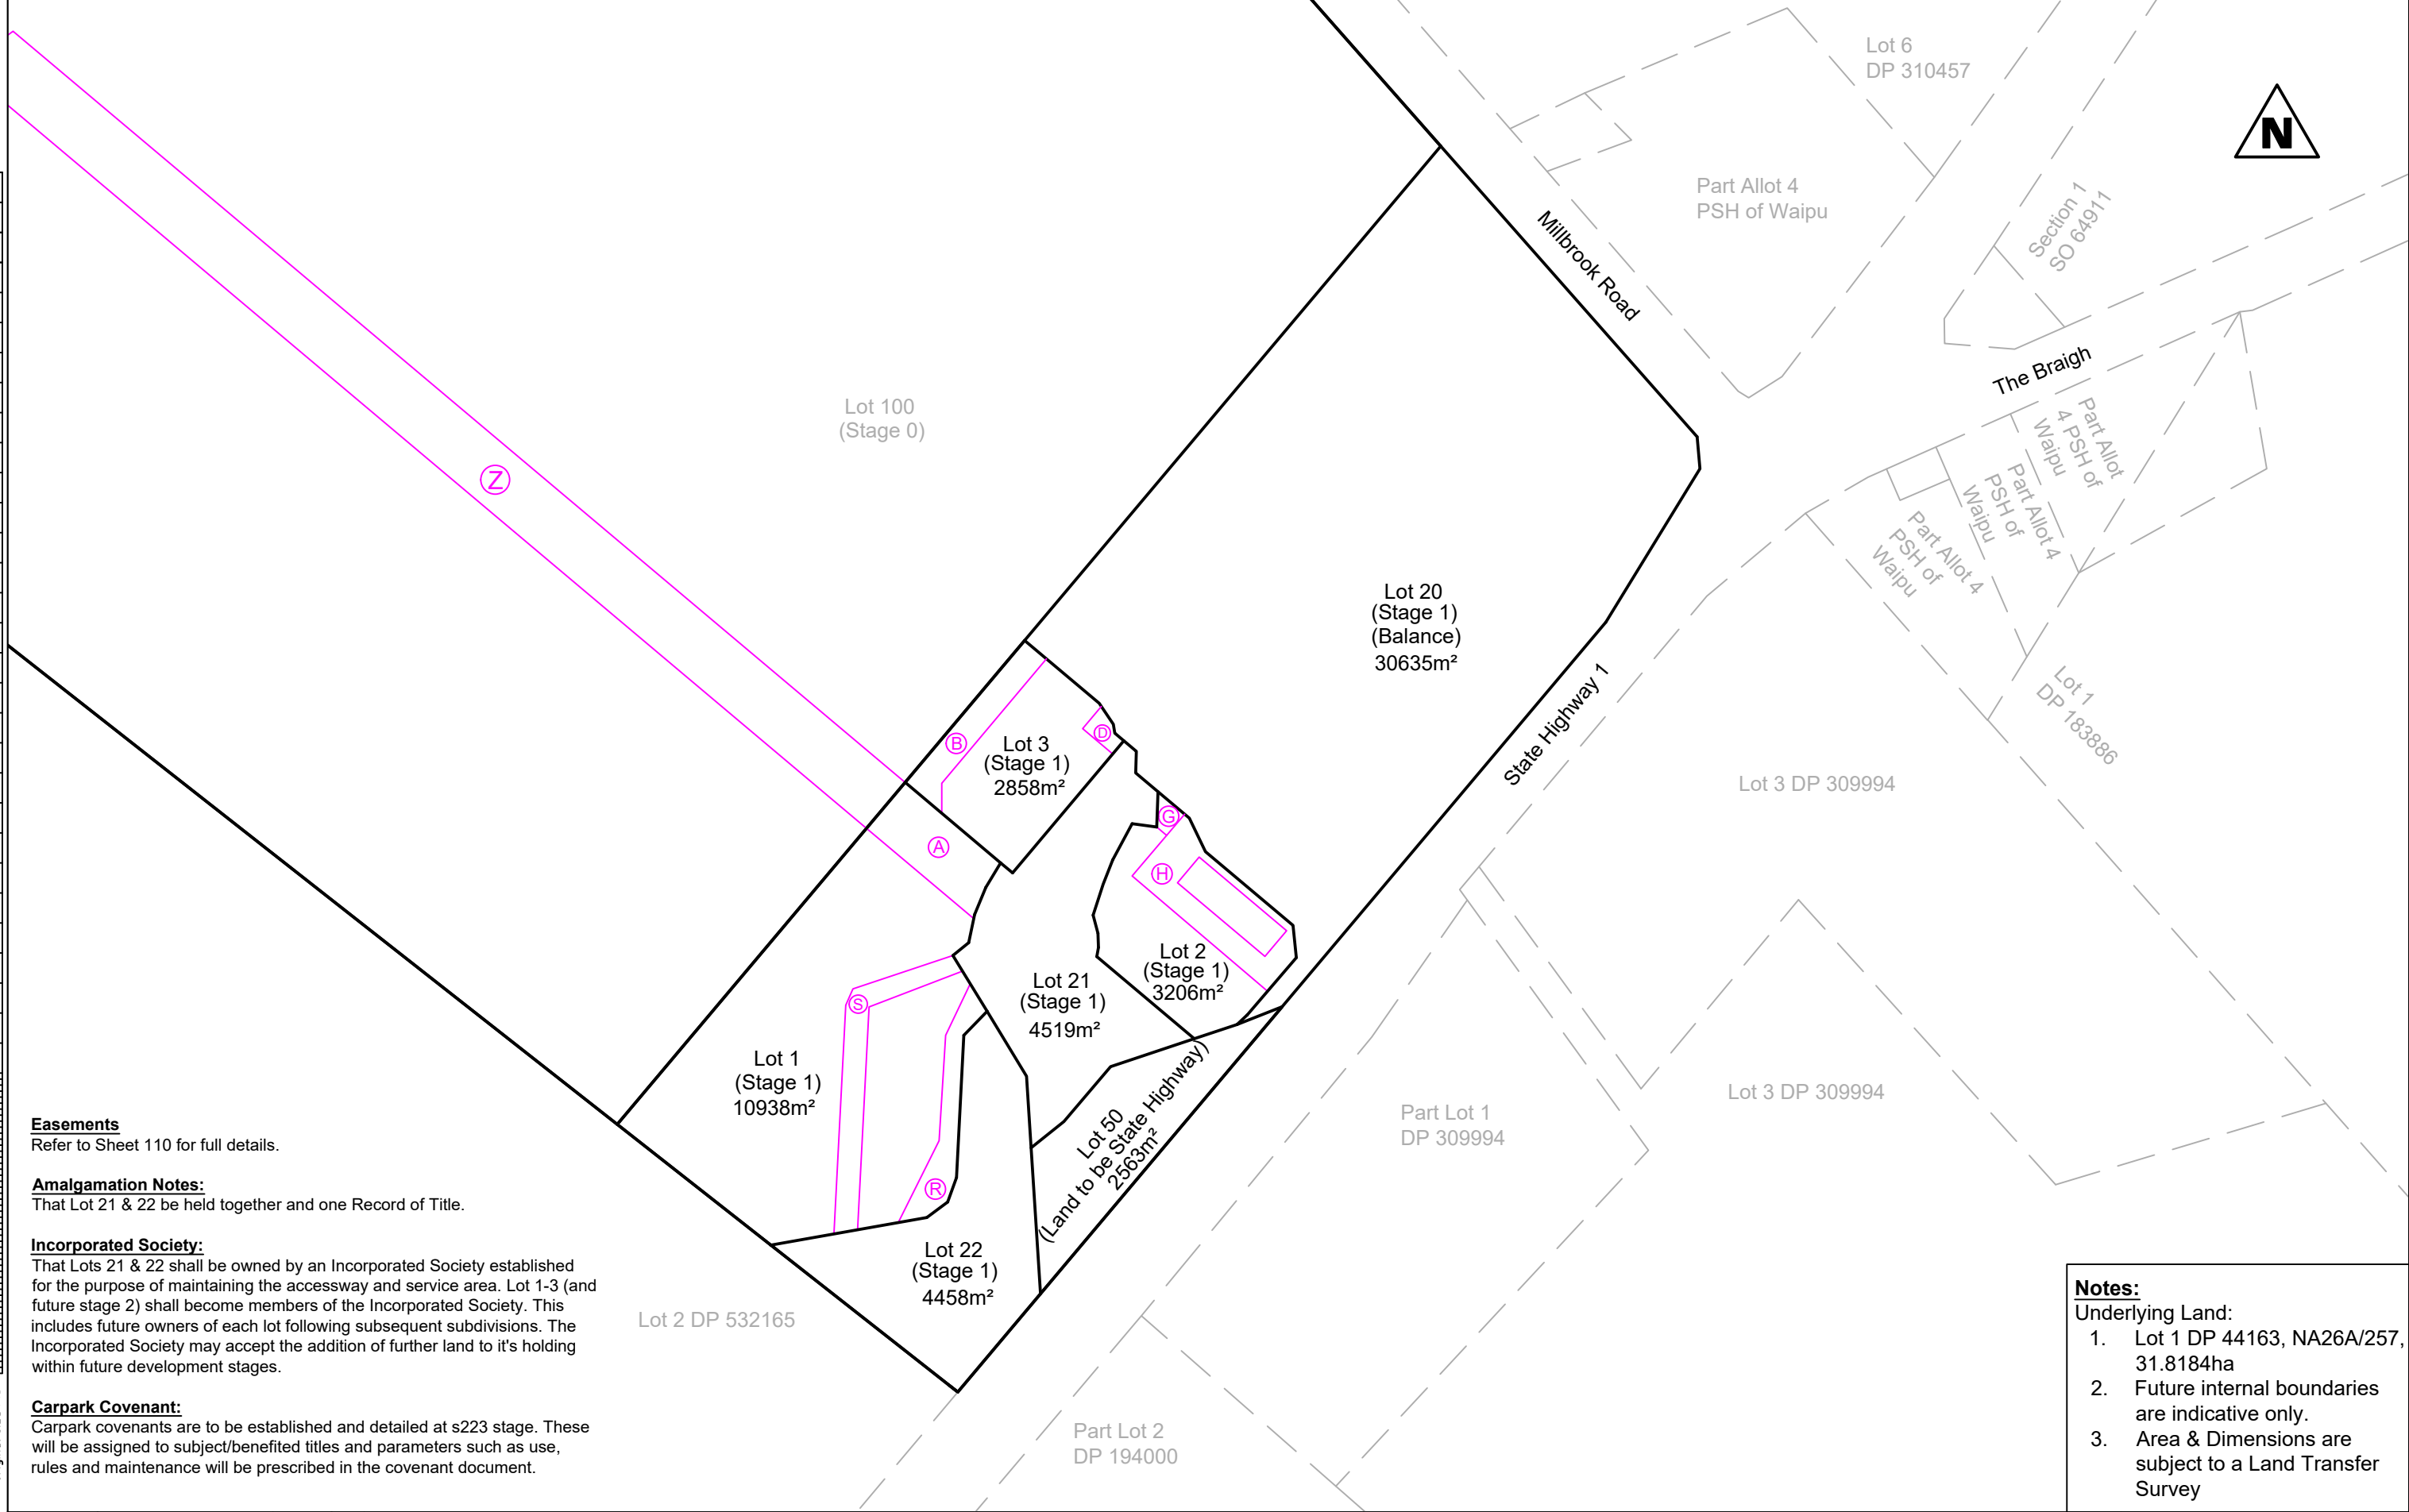 Lot 6
DP 310457
N
Part Allot 4
PSH of Waipu
Section 1
SO 64911
Millbrook Road
The Braigh
Part Allot
4 PSH of
Waipu
Part Allot 4
PSH of
Waipu
Part Allot 4
PSH of
Waipu
Lot 100
(Stage 0)
Z
Lot 20
(Stage 1)
(Balance)
30635m²
State Highway 1
Lot 1
DP 183886
Lot 3 DP 309994
B
D
Lot 3
(Stage 1)
2858m²
A
G
H
Lot 2
(Stage 1)
3206m²
Lot 21
(Stage 1)
4519m²
S
Lot 1
(Stage 1)
10938m²
R
Lot 50
(Land to be State Highway)
2563m²
Lot 22
(Stage 1)
4458m²
Part Lot 1
DP 309994
Lot 3 DP 309994
Lot 2 DP 532165
Part Lot 2
DP 194000
Easements
Refer to Sheet 110 for full details.
Amalgamation Notes:
That Lot 21 & 22 be held together and one Record of Title.
Incorporated Society:
That Lots 21 & 22 shall be owned by an Incorporated Society established
for the purpose of maintaining the accessway and service area. Lot 1-3 (and
future stage 2) shall become members of the Incorporated Society. This
includes future owners of each lot following subsequent subdivisions. The
Incorporated Society may accept the addition of further land to it's holding
within future development stages.
Carpark Covenant:
Carpark covenants are to be established and detailed at s223 stage. These
will be assigned to subject/benefited titles and parameters such as use,
rules and maintenance will be prescribed in the covenant document.
Notes:
Underlying Land:
1. Lot 1 DP 44163, NA26A/257,
31.8184ha
2. Future internal boundaries
are indicative only.
3. Area & Dimensions are
subject to a Land Transfer
Survey